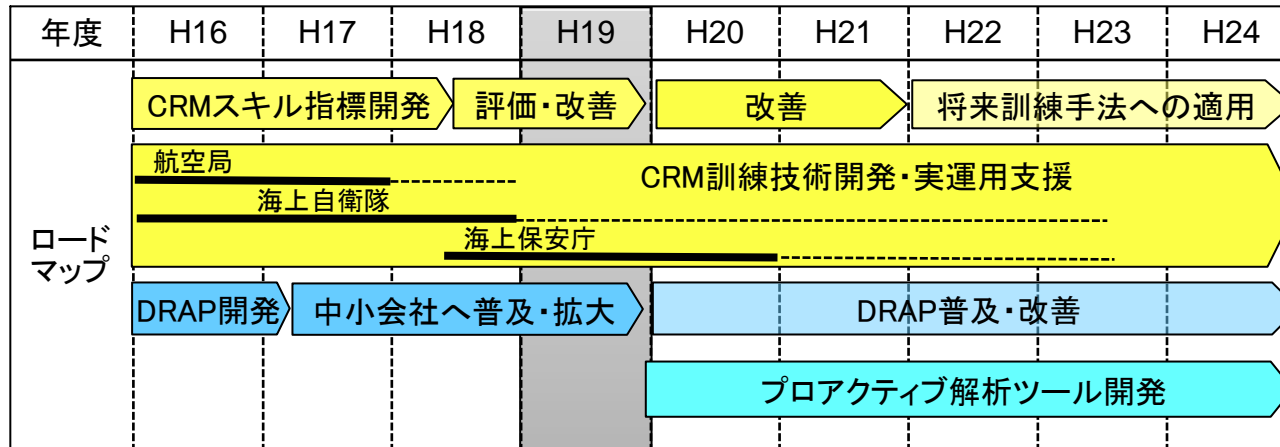 年度 H16 H17 H18 H19 H20 H21 H22 H23 H24
CRMスキル指標開発 評価・改善 改善 将来訓練手法への適用
航空局
CRM訓練技術開発・実運用支援
海上自衛隊
海上保安庁
ロード
マップ
DRAP開発 中小会社へ普及・拡大 DRAP普及・改善
プロアクティブ解析ツール開発